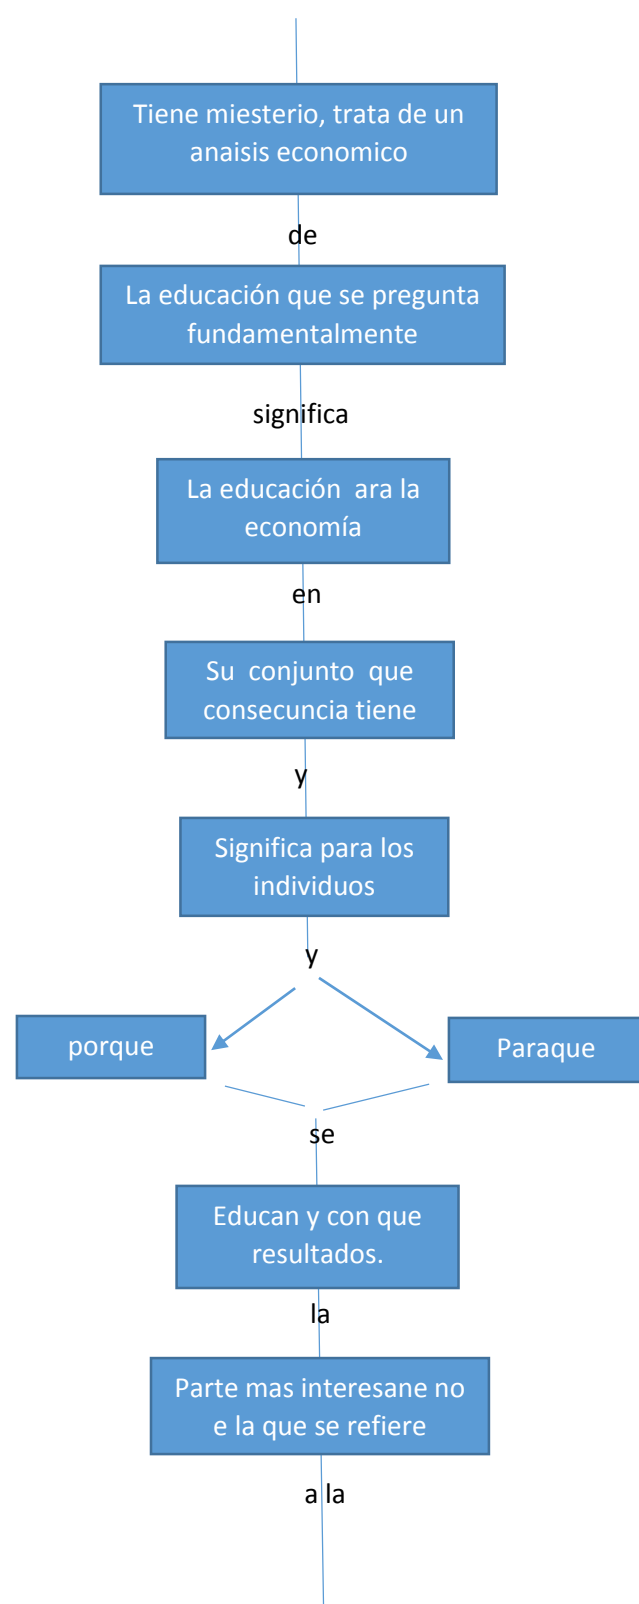 Tiene miesterio, trata de un
anaisis economico
de
La educación que se pregunta
fundamentalmente
significa
La educación ara la
economía
en
Su conjunto que
consecuncia tiene
y
Significa para los
individuos
y
porque
Paraque
se
Educan y con que
resultados.
la
Parte mas interesane no
e la que se refiere
a la